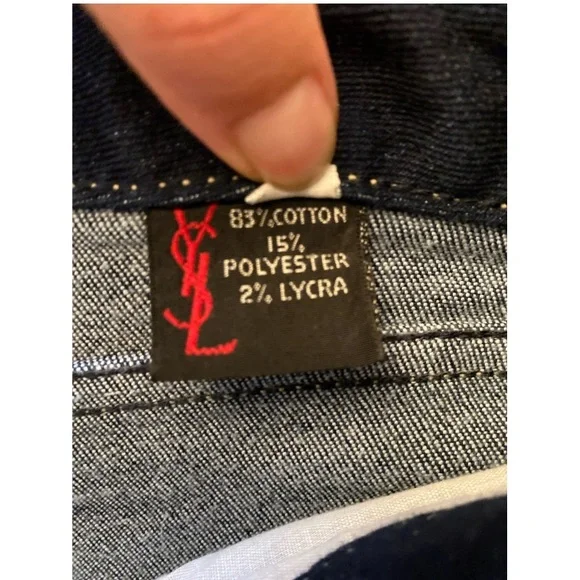 YSL
83% COTTON
15%
POLYESTER
2% LYCRA